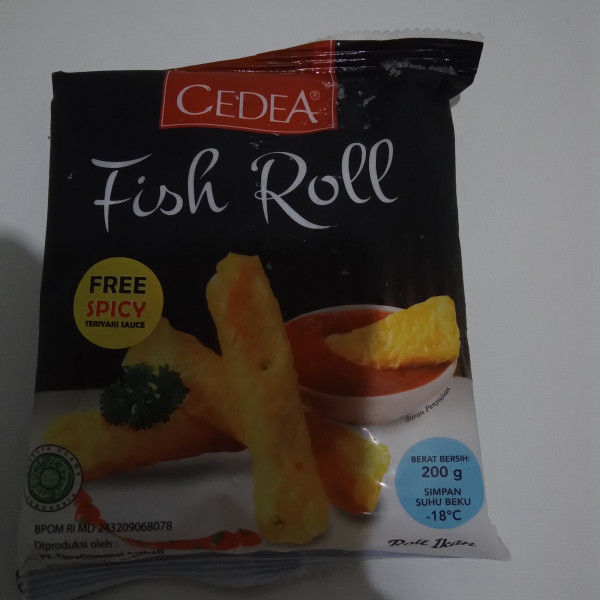 CEDEA®
Fish Roll
FREE
SPICY
TERIYAKI SAUCE
Saran Penyajian
BERAT BERSIH:
200 g
SIMPAN
SUHU BEKU
-18°C
BPOM RI MD 243209068078
Diproduksi oleh :
Roll Ikan